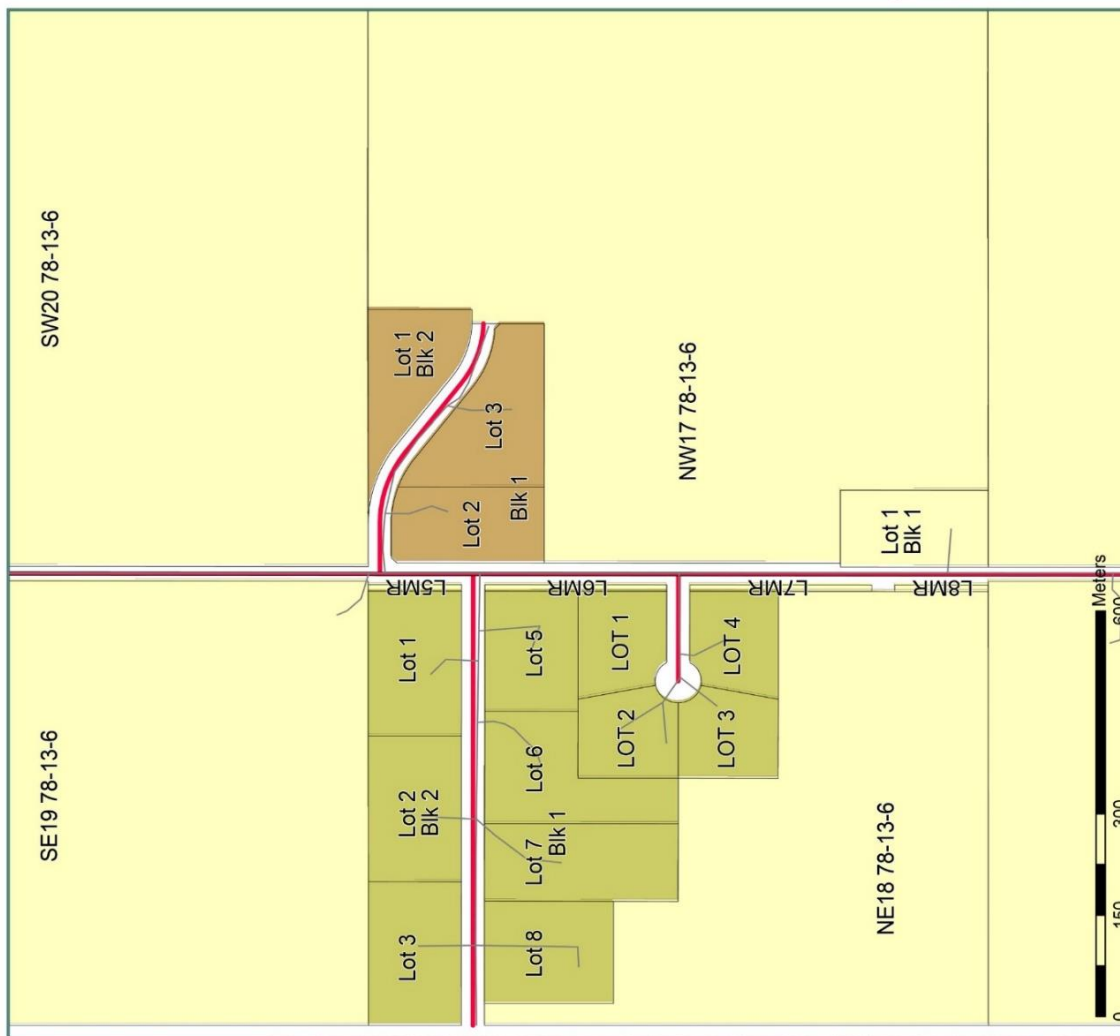 SE19 78-13-6
SW20 78-13-6
Lot 3
Lot 2
Blk 2
Lot 1
L5MR
Lot 1
Blk 2
Lot 8
Lot 7
Blk 1
Lot 6
Lot 5
Lot 2
Lot 3
Blk 1
L6MR
LOT 2
LOT 1
NW17 78-13-6
LOT 3
LOT 4
L7MR
NE18 78-13-6
L8MR
Lot 1
Blk 1
0 150 300 600
Meters